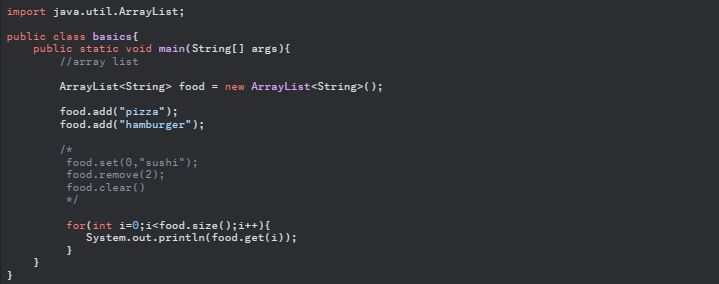 import java.util.ArrayList;
public class basics{
public static void main(String[] args){
//array list
ArrayList<String> food = new ArrayList<String>();
food.add("pizza");
food.add("hamburger");
/*
food.set(0,"sushi");
food.remove(2);
food.clear()
*/
for(int i=0;i<food.size();i++){
System.out.println(food.get(i));
}
}
}